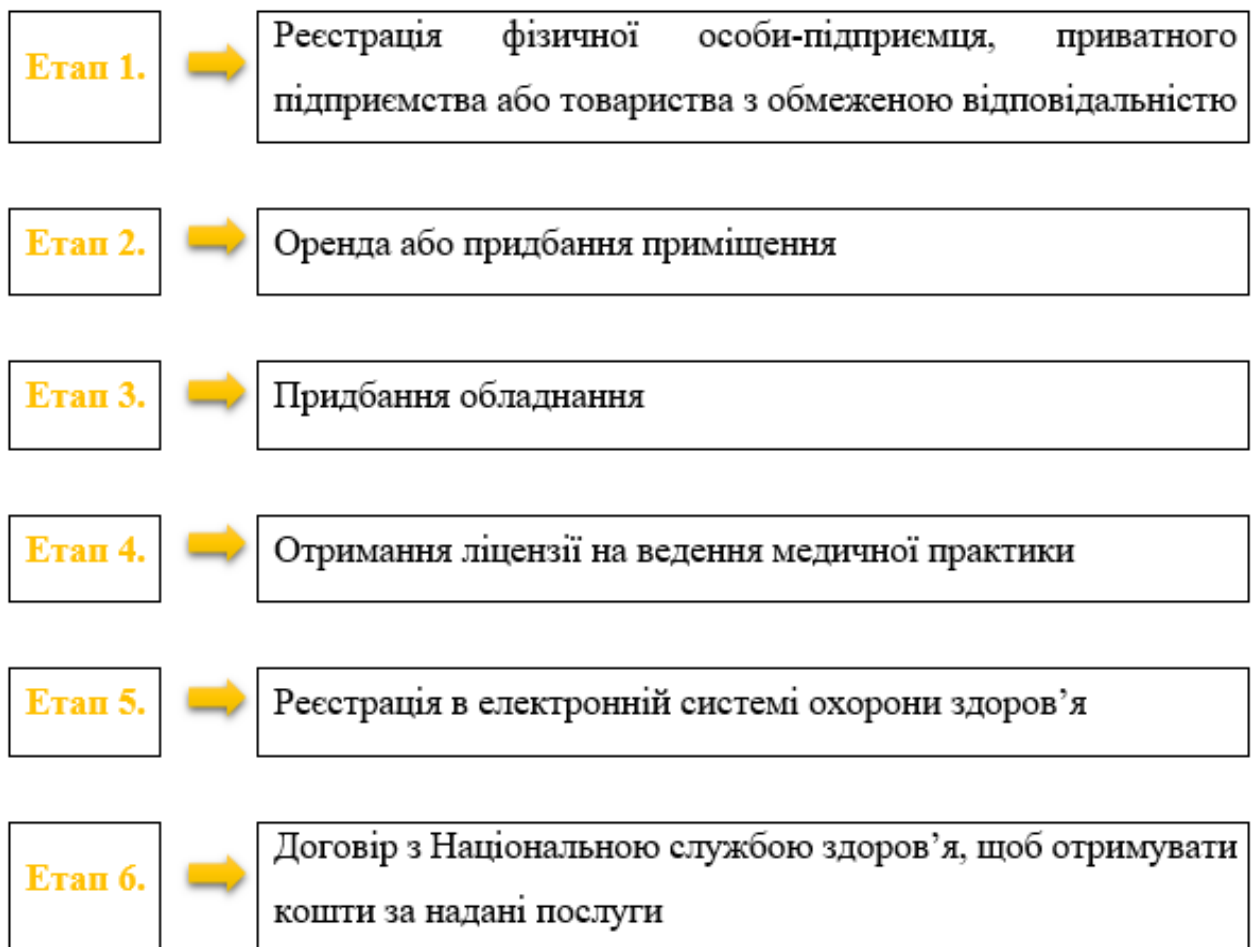 Етап 1.
Реєстрація фізичної особи-підприємця, приватного
підприємства або товариства з обмеженою відповідальністю
Етап 2.
Оренда або придбання приміщення
Етап 3.
Придбання обладнання
Етап 4.
Отримання ліцензії на ведення медичної практики
Етап 5.
Реєстрація в електронній системі охорони здоров’я
Етап 6.
Договір з Національною службою здоров’я, щоб отримувати
кошти за надані послуги